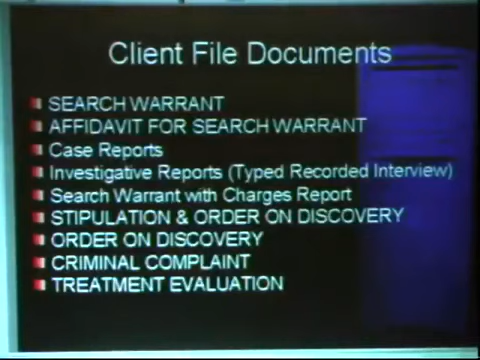 Client File Documents
SEARCH WARRANT
AFFIDAVIT FOR SEARCH WARRANT
Case Reports
Investigative Reports (Typed Recorded Interview)
Search Warrant with Charges Report
STIPULATION & ORDER ON DISCOVERY
ORDER ON DISCOVERY
CRIMINAL COMPLAINT
TREATMENT EVALUATION